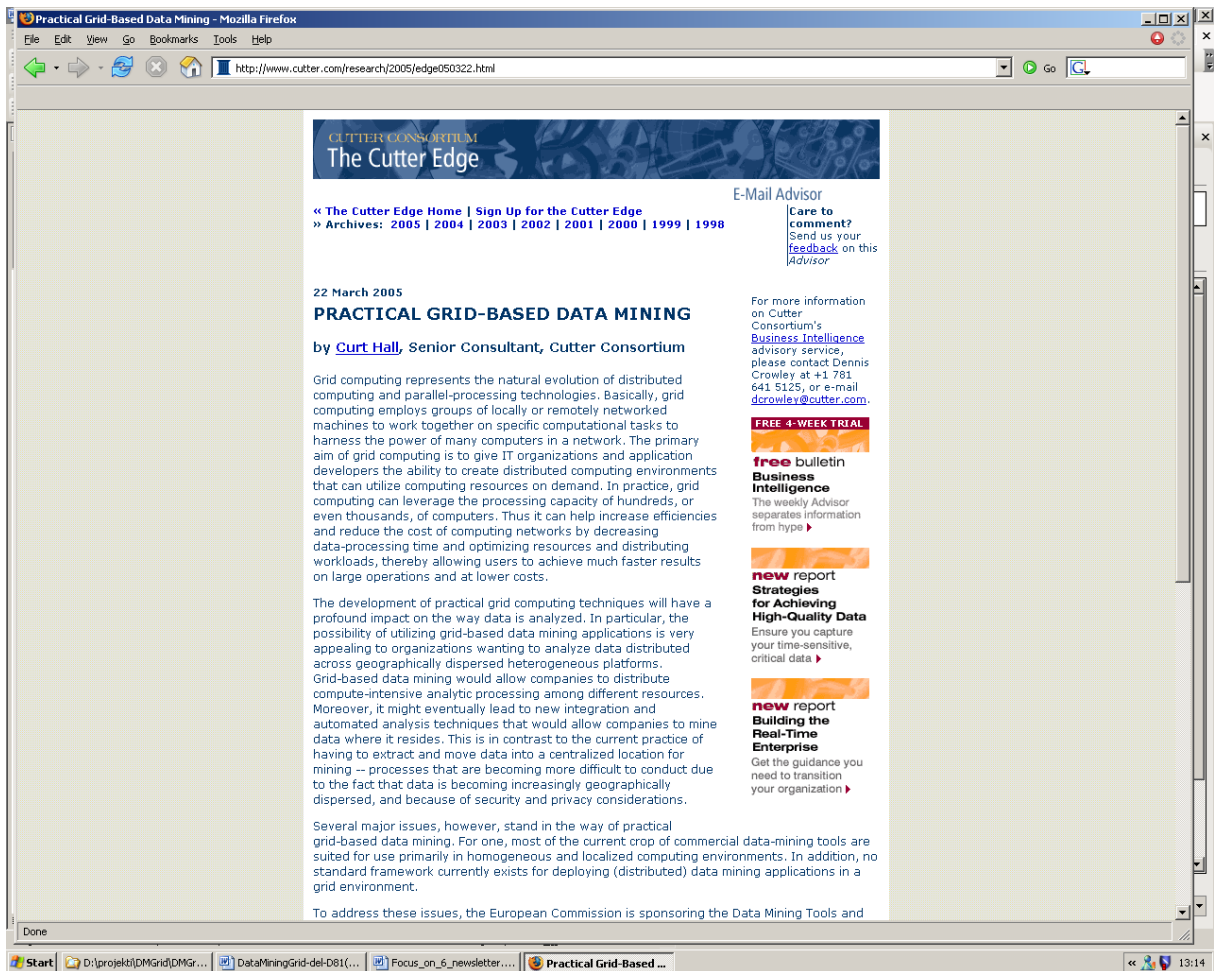 Practical Grid-Based Data Mining - Mozilla Firefox
File Edit View Go Bookmarks Tools Help
http://www.cutter.com/research/2005/edge050322.html
Go
G
CUTTER CONSORTIUM
The Cutter Edge
E-Mail Advisor
« The Cutter Edge Home | Sign Up for the Cutter Edge
» Archives: 2005 | 2004 | 2003 | 2002 | 2001 | 2000 | 1999 | 1998
Care to
comment?
Send us your
feedback on this
Advisor
22 March 2005
PRACTICAL GRID-BASED DATA MINING
by Curt Hall, Senior Consultant, Cutter Consortium
Grid computing represents the natural evolution of distributed
computing and parallel-processing technologies. Basically, grid
computing employs groups of locally or remotely networked
machines to work together on specific computational tasks to
harness the power of many computers in a network. The primary
aim of grid computing is to give IT organizations and application
developers the ability to create distributed computing environments
that can utilize computing resources on demand. In practice, grid
computing can leverage the processing capacity of hundreds, or
even thousands, of computers. Thus it can help increase efficiencies
and reduce the cost of computing networks by decreasing
data-processing time and optimizing resources and distributing
workloads, thereby allowing users to achieve much faster results
on large operations and at lower costs.
The development of practical grid computing techniques will have a
profound impact on the way data is analyzed. In particular, the
possibility of utilizing grid-based data mining applications is very
appealing to organizations wanting to analyze data distributed
across geographically dispersed heterogeneous platforms.
Grid-based data mining would allow companies to distribute
compute-intensive analytic processing among different resources.
Moreover, it might eventually lead to new integration and
automated analysis techniques that would allow companies to mine
data where it resides. This is in contrast to the current practice of
having to extract and move data into a centralized location for
mining -- processes that are becoming more difficult to conduct due
to the fact that data is becoming increasingly geographically
dispersed, and because of security and privacy considerations.
Several major issues, however, stand in the way of practical
grid-based data mining. For one, most of the current crop of commercial data-mining tools are
suited for use primarily in homogeneous and localized computing environments. In addition, no
standard framework currently exists for deploying (distributed) data mining applications in a
grid environment.
To address these issues, the European Commission is sponsoring the Data Mining Tools and
For more information
on Cutter
Consortium's
Business Intelligence
advisory service,
please contact Dennis
Crowley at +1 781
641 5125, or e-mail
dcrowley@cutter.com.
FREE 4-WEEK TRIAL
free bulletin
Business
Intelligence
The weekly Advisor
separates information
from hype
new report
Strategies
for Achieving
High-Quality Data
Ensure you capture
your time-sensitive,
critical data
new report
Building the
Real-Time
Enterprise
Get the guidance you
need to transition
your organization
Done
Start
D:\projekti\DMGrid\DMGr...
DataMiningGrid-del-D81(...
Focus_on_6_newsletter....
Practical Grid-Based ...
13:14